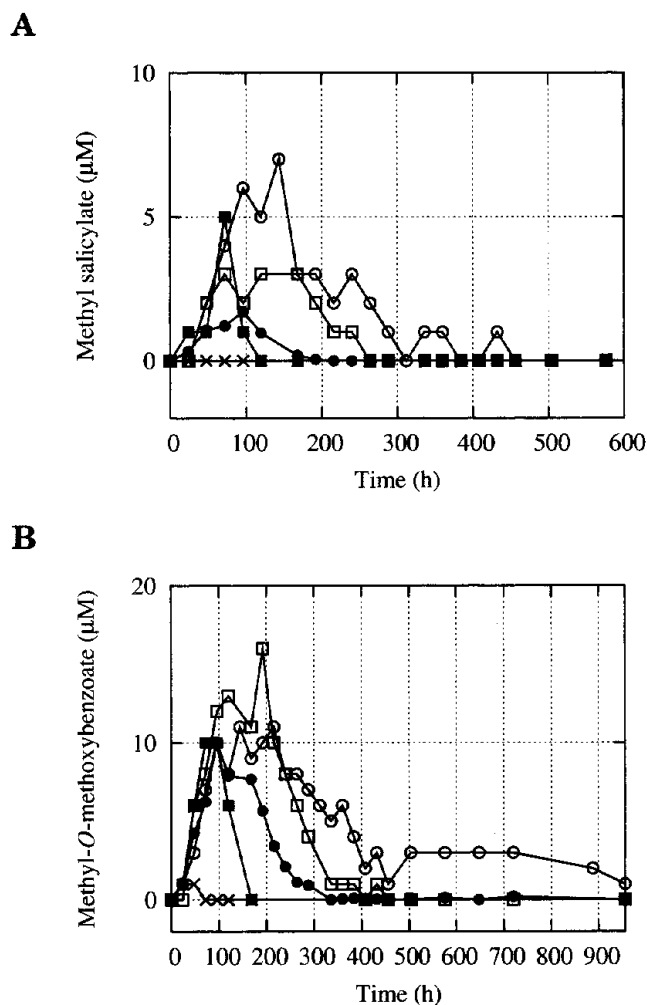 A
Methyl salicylate (µM)
10
5
0
0 100 200 300 400 500 600
Time (h)
B
Methyl-O-methoxybenzoate (µM)
20
10
0
0 100 200 300 400 500 600 700 800 900
Time (h)